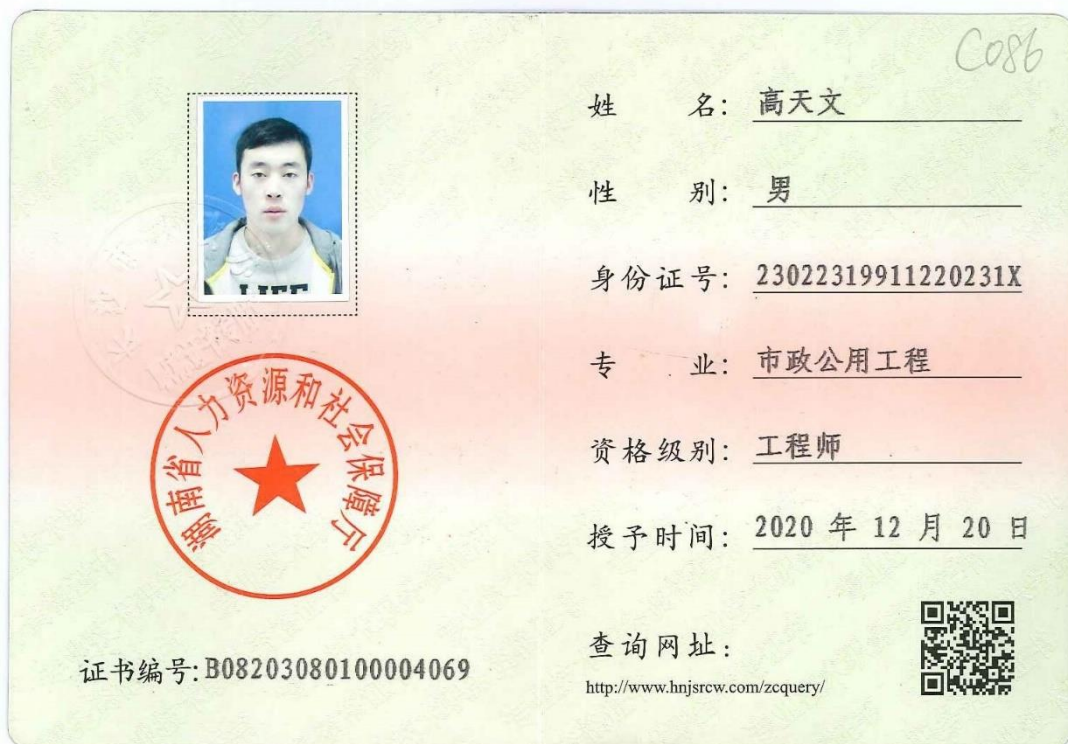 C086
姓 名: 高天文
性 别: 男
身份证号: 23022319911220231X
专 业: 市政公用工程
资格级别: 工程师
授予时间: 2020 年 12 月 20 日
查询网址:
http://www.hnjsrcw.com/zcquery/
LIFE
湖南省人力资源和社会保障厅
证书编号: B08203080100004069